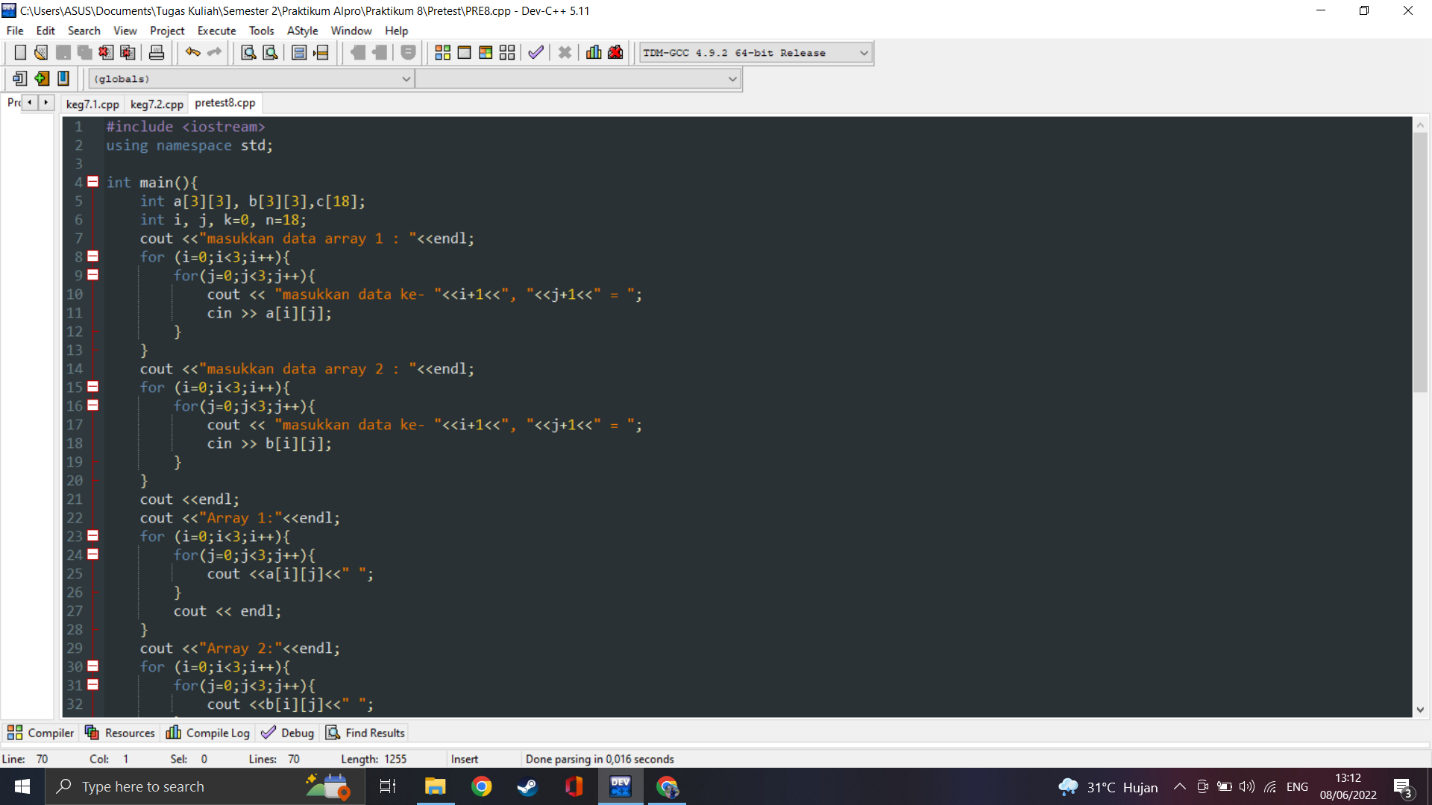 C:\Users\ASUS\Documents\Tugas Kuliah\Semester 2\Praktikum Alpro\Praktikum 8\Pretest\PRE8.cpp - Dev-C++ 5.11
File Edit Search View Project Execute Tools AStyle Window Help
TDM-GCC 4.9.2 64-bit Release
(globals)
keg7.1.cpp keg7.2.cpp pretest8.cpp
1 #include <iostream>
2 using namespace std;
3
4 int main(){
5 int a[3][3], b[3][3],c[18];
6 int i, j, k=0, n=18;
7 cout <<"masukkan data array 1 : "<<endl;
8 for (i=0;i<3;i++){
9 for(j=0;j<3;j++){
10 cout << "masukkan data ke- "<<i+1<<", "<<j+1<<" = ";
11 cin >> a[i][j];
12 }
13 }
14 cout <<"masukkan data array 2 : "<<endl;
15 for (i=0;i<3;i++){
16 for(j=0;j<3;j++){
17 cout << "masukkan data ke- "<<i+1<<", "<<j+1<<" = ";
18 cin >> b[i][j];
19 }
20 }
21 cout <<endl;
22 cout <<"Array 1:"<<endl;
23 for (i=0;i<3;i++){
24 for(j=0;j<3;j++){
25 cout <<a[i][j]<<" ";
26 }
27 cout << endl;
28 }
29 cout <<"Array 2:"<<endl;
30 for (i=0;i<3;i++){
31 for(j=0;j<3;j++){
32 cout <<b[i][j]<<" ";
Compiler Resources Compile Log Debug Find Results
Line: 70 Col: 1 Sel: 0 Lines: 70 Length: 1255 Insert Done parsing in 0,016 seconds
Type here to search DEV 31°C Hujan ENG 13:12
08/06/2022 3